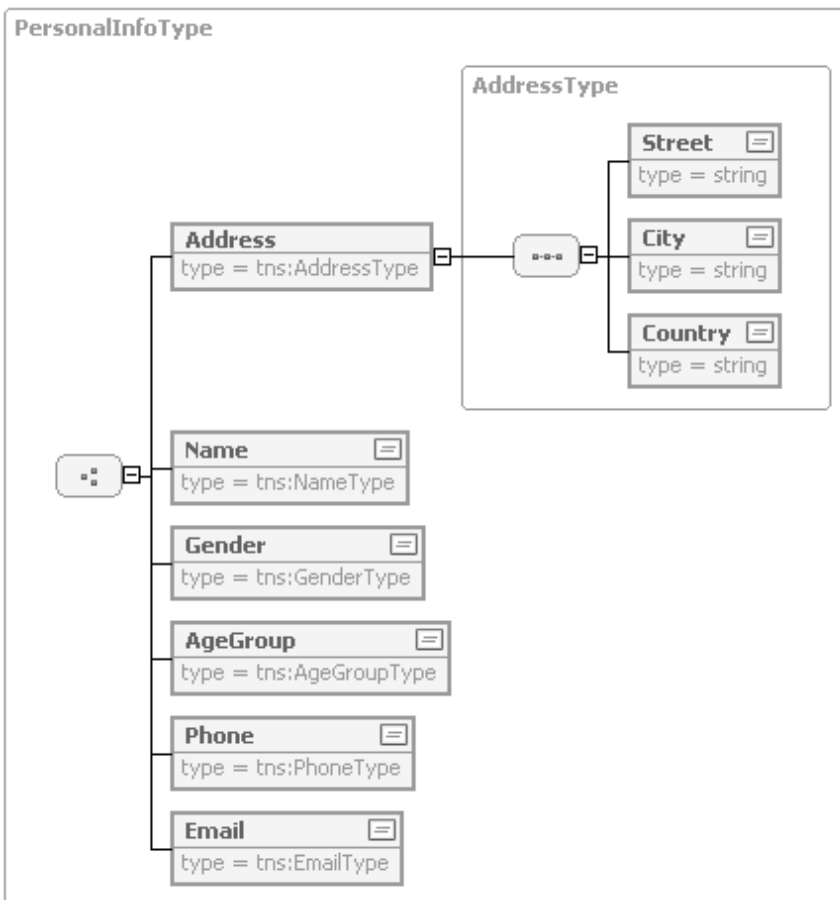 PersonalInfoType
AddressType
Street
type = string
City
type = string
Country
type = string
Address
type = tns:AddressType
Name
type = tns:NameType
Gender
type = tns:GenderType
AgeGroup
type = tns:AgeGroupType
Phone
type = tns:PhoneType
Email
type = tns:EmailType